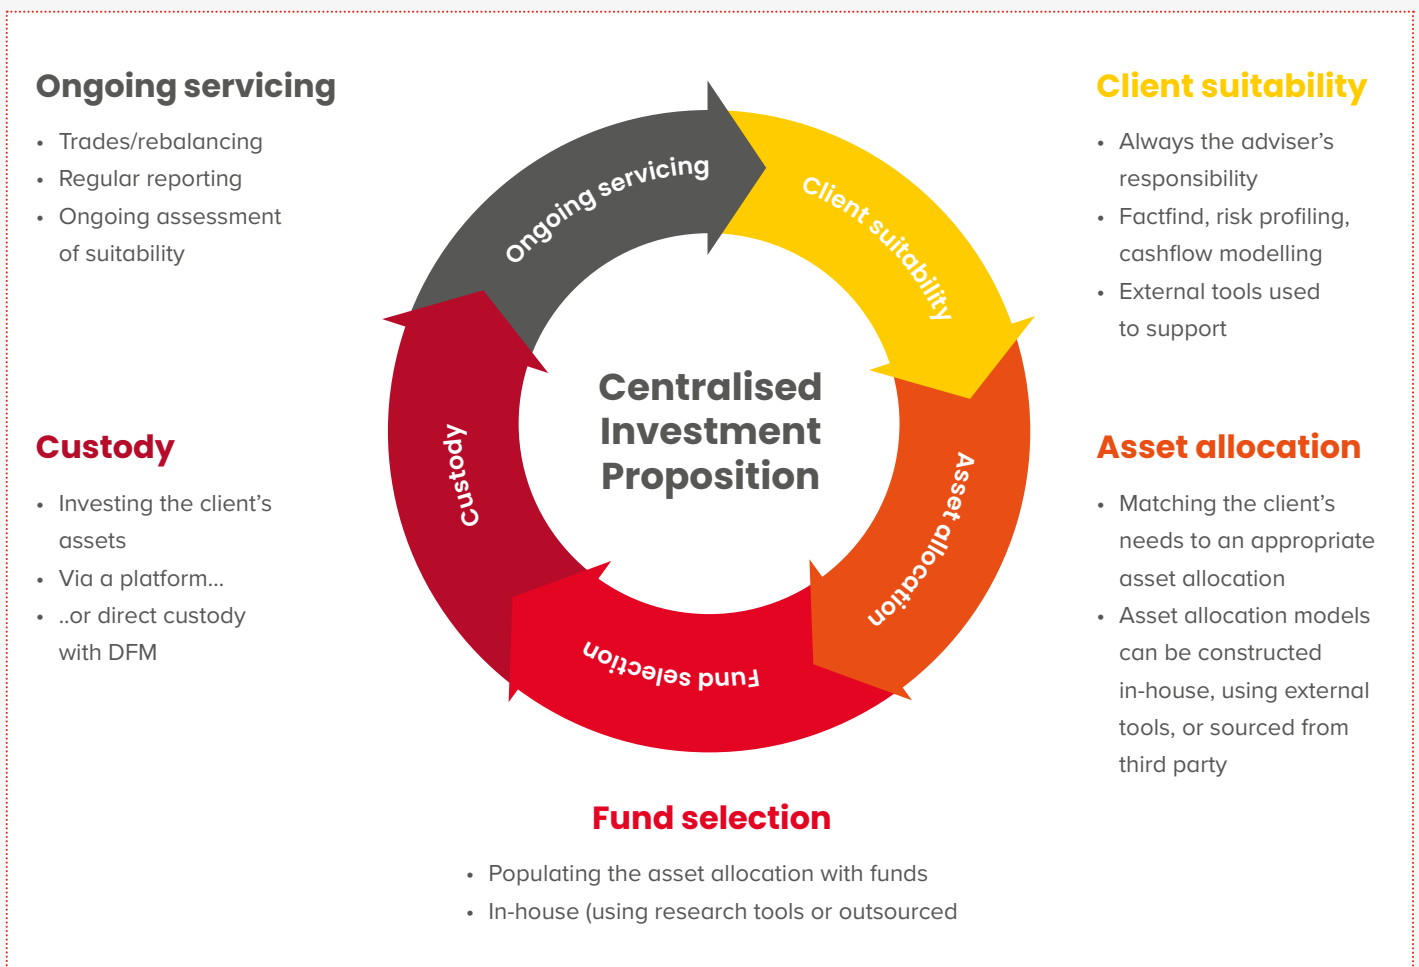 Ongoing servicing
• Trades/rebalancing
• Regular reporting
• Ongoing assessment
of suitability
Client suitability
• Always the adviser’s
responsibility
• Factfind, risk profiling,
cashflow modelling
• External tools used
to support
Ongoing servicing
Client suitability
Asset allocation
Fund selection
Custody
Centralised
Investment
Proposition
Custody
• Investing the client’s
assets
• Via a platform...
• ..or direct custody
with DFM
Asset allocation
• Matching the client’s
needs to an appropriate
asset allocation
• Asset allocation models
can be constructed
in-house, using external
tools, or sourced from
third party
Fund selection
• Populating the asset allocation with funds
• In-house (using research tools or outsourced